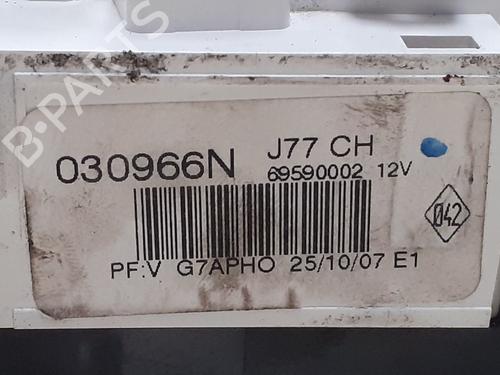 B-PARTS
030966N J77 CH
69590002 12V
042
PF:V G7APHO 25/10/07 E1